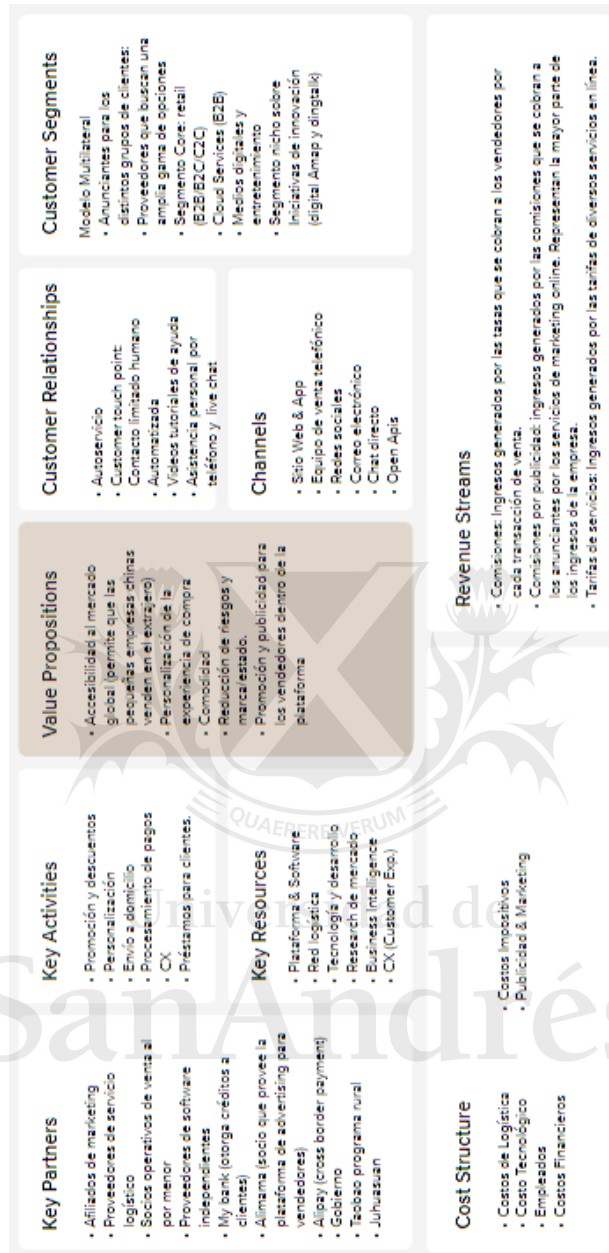 Key Partners
• Afiliados de marketing
• Proveedores de servicio
logístico
• Socios operativos de venta al
por menor
• Proveedores de software
independientes
• My bank (otorga créditos a
clientes)
• Alimama (socio que provee la
plataforma de advertising para
vendedores)
• Alipay (cross border payment)
• Gobierno
• Taobao programa rural
• Juhuasuan
Key Activities
• Promoción y descuentos
• Personalización
• Envío a domicilio
• Procesamiento de pagos
• CX
• Préstamos para clientes.
Key Resources
• Plataforma & Software
• Red logística
• Tecnología y desarrollo
• Research de mercado
• Business Intelligence
• CX (Customer Exp.)
Value Propositions
• Accesibilidad al mercado
global (permite que las
pequeñas empresas chinas
venden en el extrajero)
• Personalización de la
experiencia de compra
• Comodidad
• Reducción de riesgos y
marca/estado.
• Promoción y publicidad para
los vendedores dentro de la
plataforma
Customer Relationships
• Autoservicio
• Customer touch point:
Contacto limitado humano
• Automatizada
• Videos tutoriales de ayuda
• Asistencia personal por
teléfono y live chat
Channels
• Sitio Web & App
• Equipo de venta telefónico
• Redes sociales
• Correo electrónico
• Chat directo
• Open Apis
Customer Segments
Modelo Multilateral
• Anunciantes para los
distintos grupos de clientes:
• Proveedores que buscan una
amplia gama de opciones
• Segmento Core: retail
(B2B/B2C/C2C)
• Cloud Services (B2B)
• Medios digitales y
entretenimiento
• Segmento nicho sobre
Iniciativas de innovación
(digital Amap y dingtalk)
Cost Structure
• Costos de Logística
• Costo Tecnológico
• Empleados
• Costos Financieros
• Costos Impositivos
• Publicidad & Marketing
Revenue Streams
• Comisiones: Ingresos generados por las tasas que se cobran a los vendedores por
cada transacción de venta.
• Comisiones por publicidad: ingresos generados por las comisiones que se cobran a
los anunciantes por los servicios de marketing online. Representan la mayor parte de
los ingresos de la empresa.
• Tarifas de servicios: Ingresos generados por las tarifas de diversos servicios en línea.
QUAERERE VERUM
Universidad de
SanAndrés